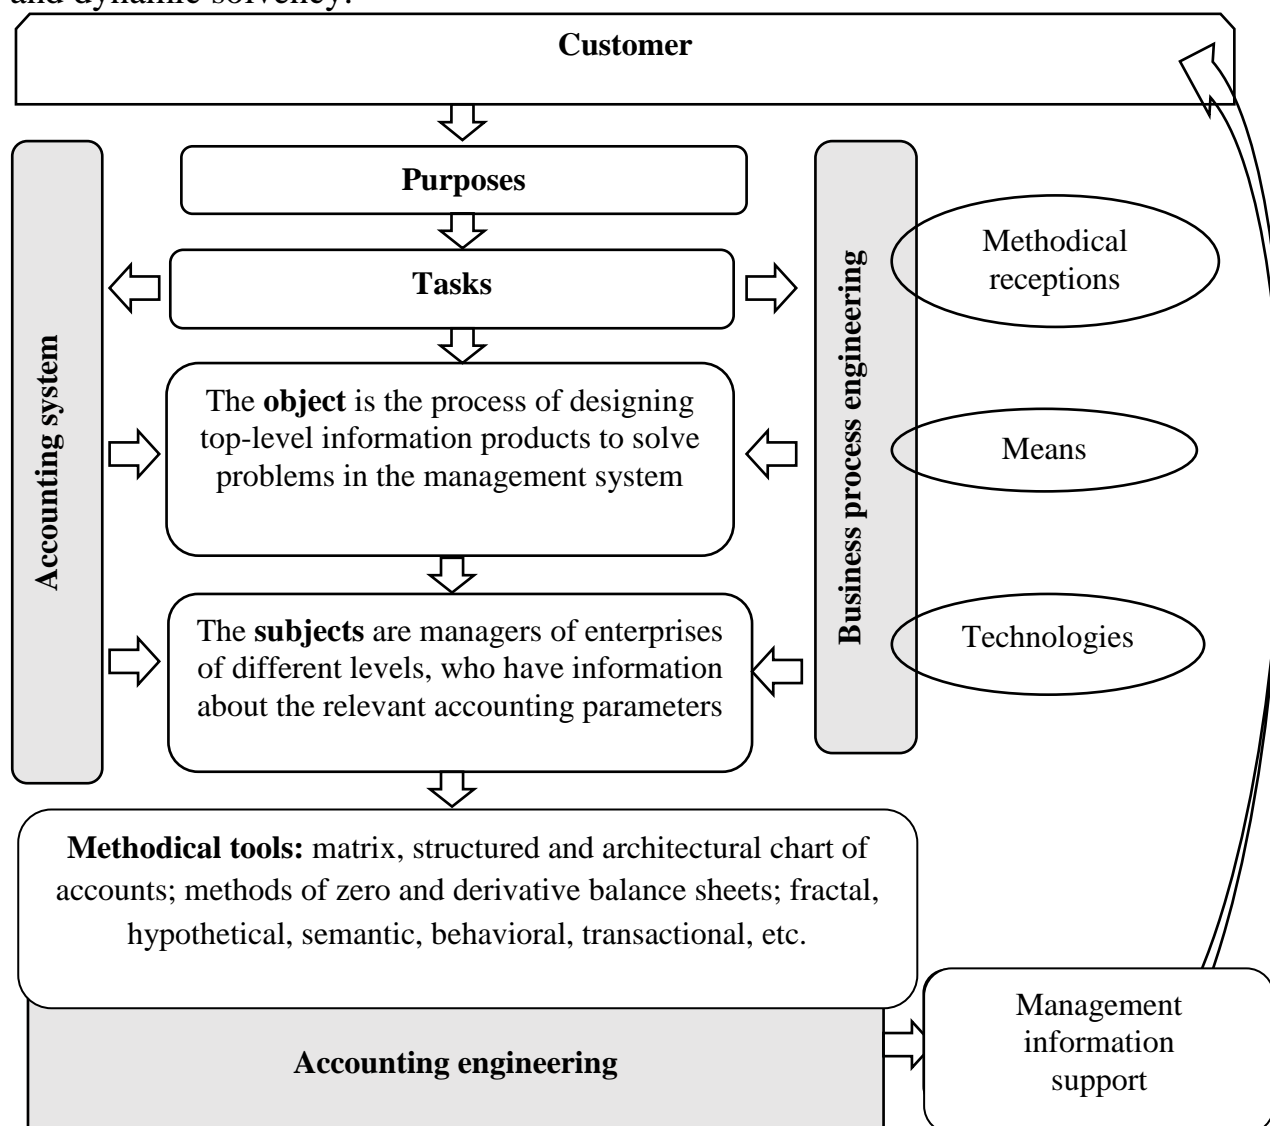 and dynamic solvency.
Customer
Purposes
Tasks
Accounting system
Business process engineering
Methodical
receptions
The object is the process of designing
top-level information products to solve
problems in the management system
Means
The subjects are managers of enterprises
of different levels, who have information
about the relevant accounting parameters
Technologies
Methodical tools: matrix, structured and architectural chart of
accounts; methods of zero and derivative balance sheets; fractal,
hypothetical, semantic, behavioral, transactional, etc.
Accounting engineering
Management
information
support